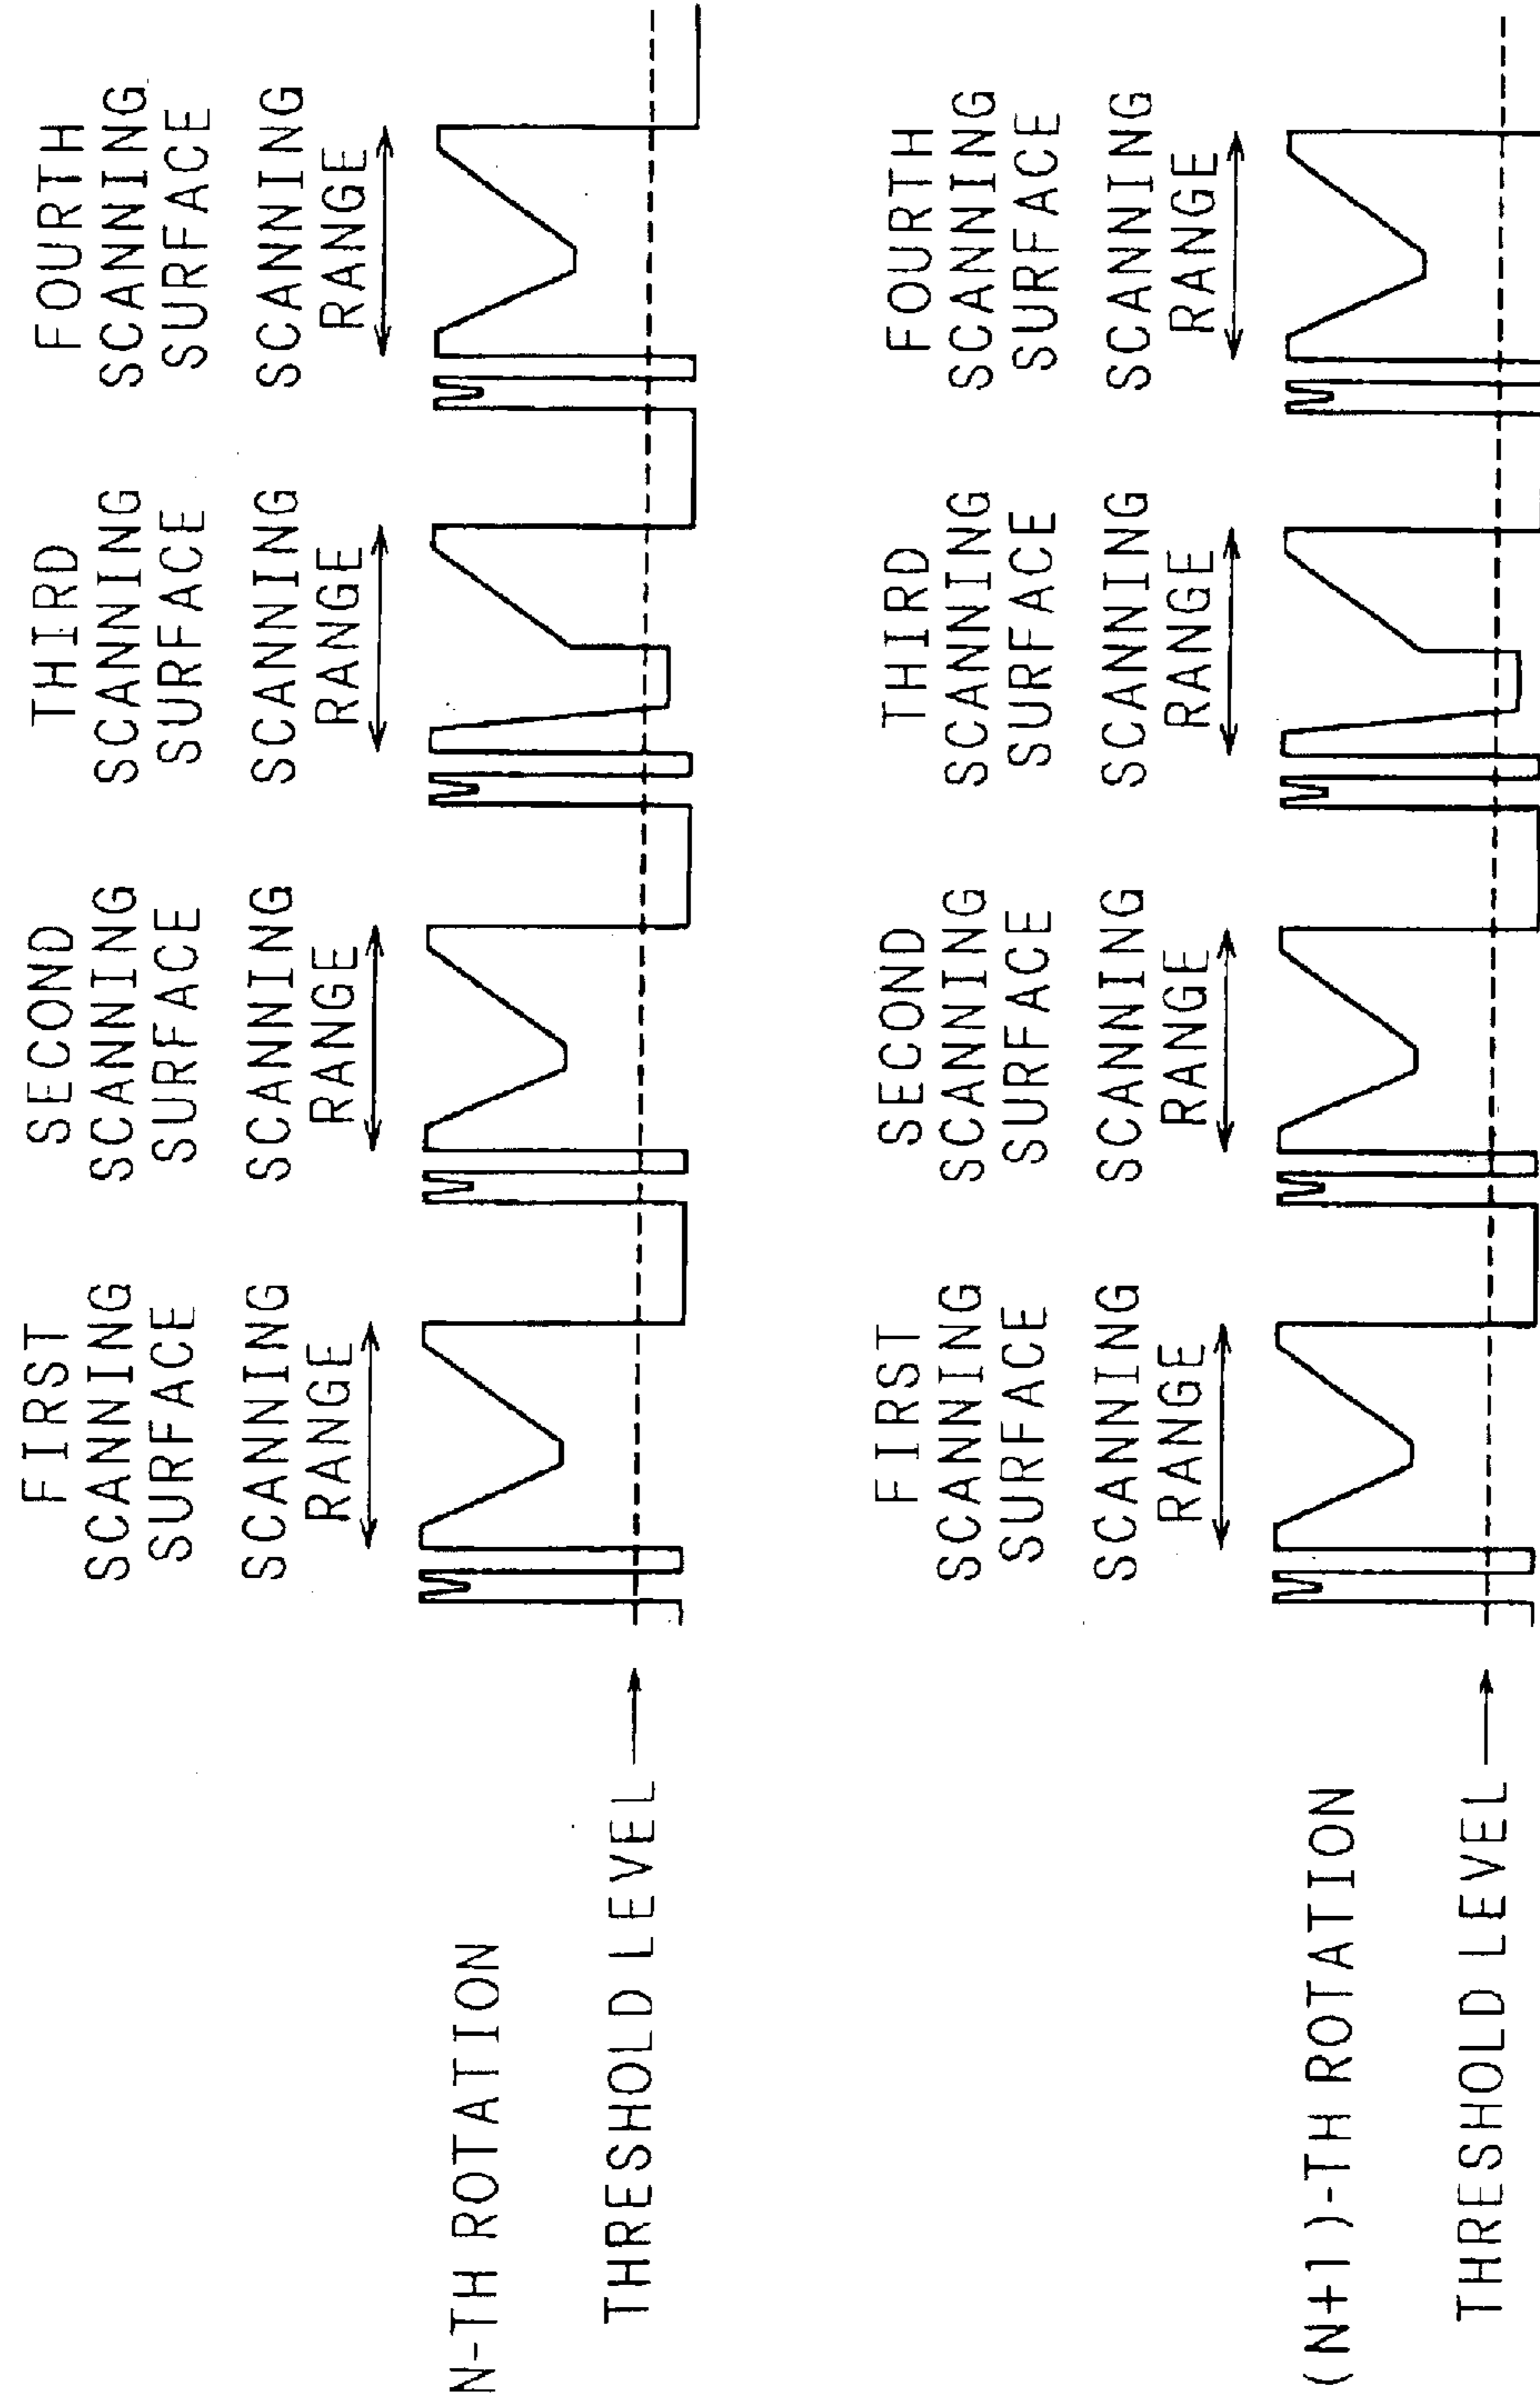 FIRST
SCANNING
SURFACE
SECOND
SCANNING
SURFACE
THIRD
SCANNING
SURFACE
FOURTH
SCANNING
SURFACE
SCANNING
RANGE
SCANNING
RANGE
SCANNING
RANGE
SCANNING
RANGE
N-TH ROTATION
THRESHOLD LEVEL
FIRST
SCANNING
SURFACE
SECOND
SCANNING
SURFACE
THIRD
SCANNING
SURFACE
FOURTH
SCANNING
SURFACE
SCANNING
RANGE
SCANNING
RANGE
SCANNING
RANGE
SCANNING
RANGE
(N+1)-TH ROTATION
THRESHOLD LEVEL